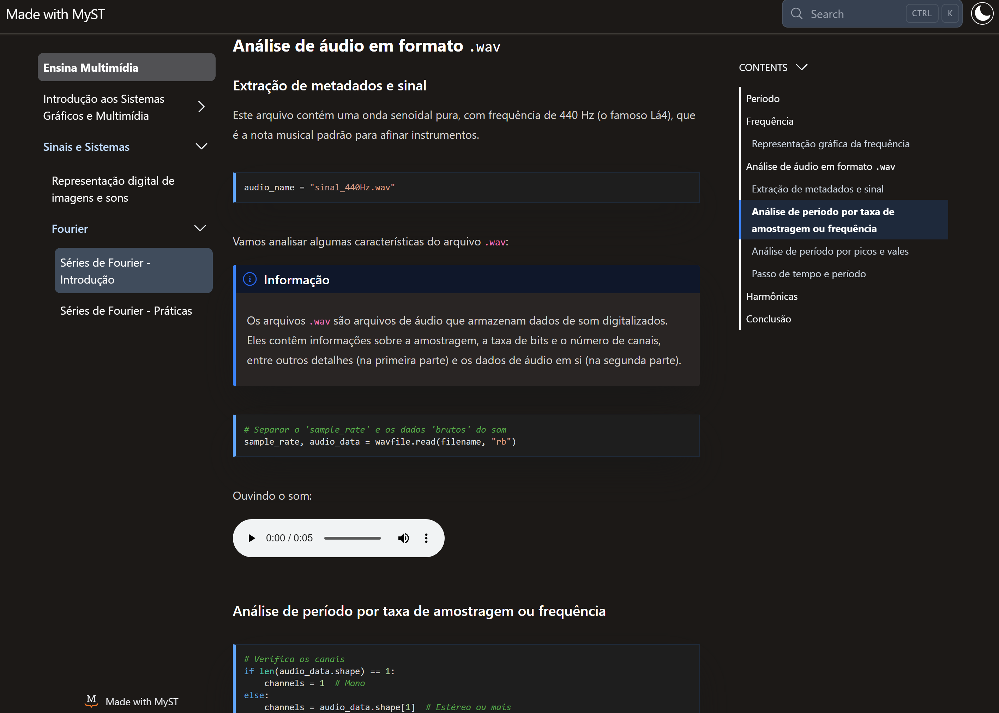 Made with MyST
Search
CTRL
K
Ensina Multimídia
Introdução aos Sistemas
Gráficos e Multimídia
Sinais e Sistemas
Representação digital de
imagens e sons
Fourier
Séries de Fourier -
Introdução
Séries de Fourier - Práticas
Made with MyST
Análise de áudio em formato .wav
Extração de metadados e sinal
Este arquivo contém uma onda senoidal pura, com frequência de 440 Hz (o famoso Lá4), que
é a nota musical padrão para afinar instrumentos.
audio_name = "sinal_440Hz.wav"
Vamos analisar algumas características do arquivo .wav:
Informação
Os arquivos .wav são arquivos de áudio que armazenam dados de som digitalizados.
Eles contêm informações sobre a amostragem, a taxa de bits e o número de canais,
entre outros detalhes (na primeira parte) e os dados de áudio em si (na segunda parte).
# Separar o 'sample_rate' e os dados 'brutos' do som
sample_rate, audio_data = wavfile.read(filename, "rb")
Ouvindo o som:
0:00 / 0:05
Análise de período por taxa de amostragem ou frequência
# Verifica os canais
if len(audio_data.shape) == 1:
    channels = 1  # Mono
else:
    channels = audio_data.shape[1]  # Estéreo ou mais
CONTENTS
Período
Frequência
Representação gráfica da frequência
Análise de áudio em formato .wav
Extração de metadados e sinal
Análise de período por taxa de
amostragem ou frequência
Análise de período por picos e vales
Passo de tempo e período
Harmônicas
Conclusão